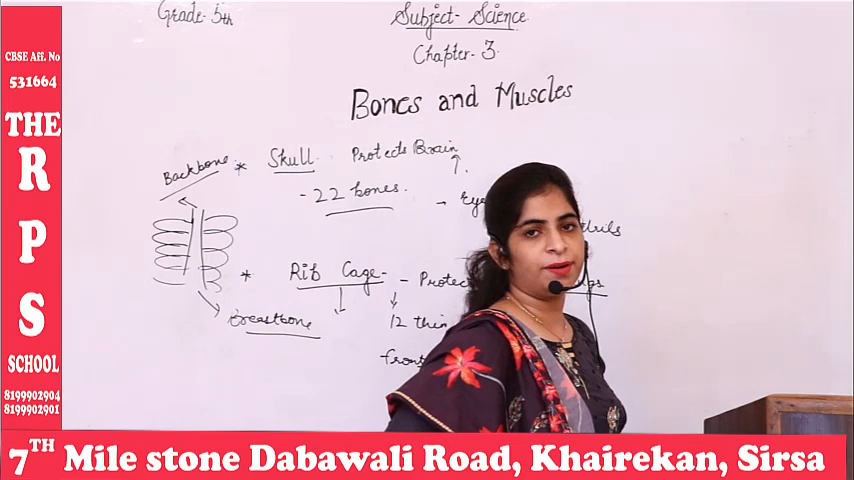 Grade-5th
Subject-Science
Chapter-3
Bones and Muscles
CBSE Aff. No
531664
THE
R
P
S
SCHOOL
8199902904
8199902901
Backbone
* Skull Protects Brain
- 22 bones.
* Rib Cage - Protec
breastbone
12 thin
front
7TH Mile stone Dabawali Road, Khairekan, Sirsa